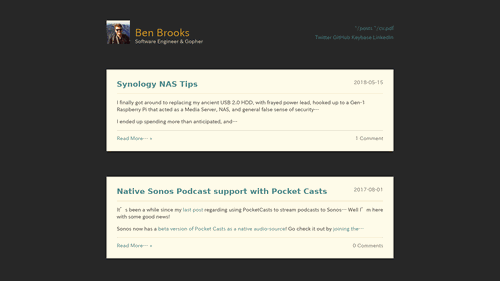 Ben Brooks
Software Engineer & Gopher
~/posts ~/cv.pdf
Twitter GitHub Keybase LinkedIn
Synology NAS Tips
2018-05-15
I finally got around to replacing my ancient USB 2.0 HDD, with frayed power lead, hooked up to a Gen-1
Raspberry PI that acted as a Media Server, NAS, and general false sense of security⋯
I ended up spending more than anticipated, and⋯
Read More⋯ »
1 Comment
Native Sonos Podcast support with Pocket Casts
2017-08-01
It’s been a while since my last post regarding using PocketCasts to stream podcasts to Sonos⋯ Well I’m here
with some good news!
Sonos now has a beta version of Pocket Casts as a native audio source! Go check it out by joining the⋯
Read More⋯ »
0 Comments